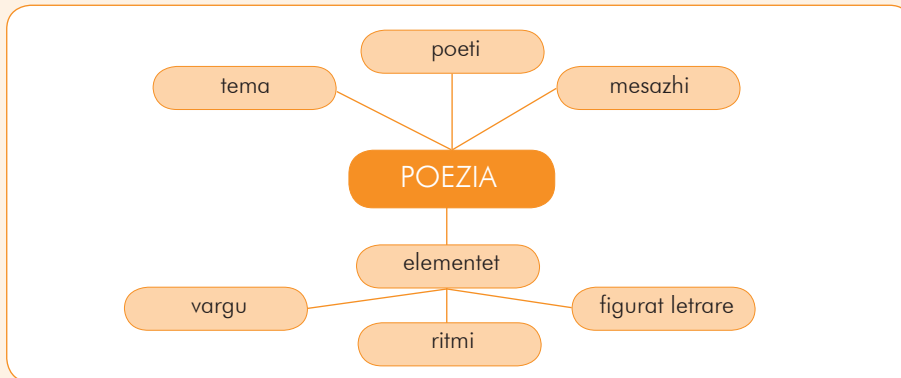 poeti
tema
mesazhi
POEZIA
elementet
vargu
figurat letrare
ritmi